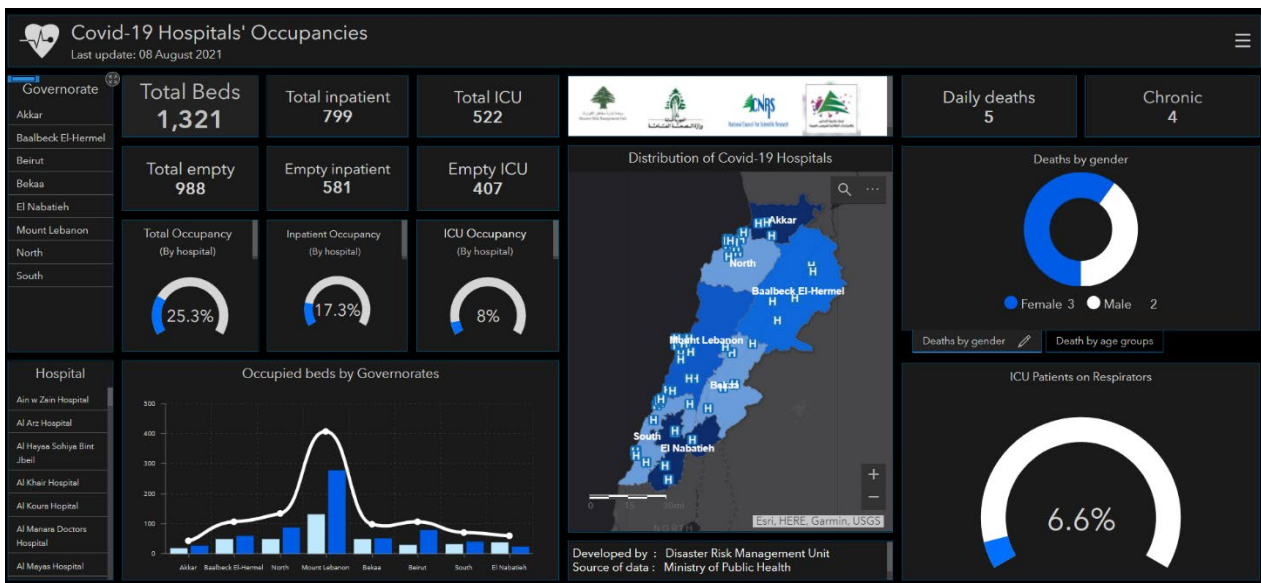 Covid-19 Hospitals' Occupancies
Last update: 08 August 2021
Governorate
Akkar
Baalbeck El-Hermel
Beirut
Bekaa
El Nabatieh
Mount Lebanon
North
South
Total Beds
1,321
Total inpatient
799
Total ICU
522
Total empty
988
Empty inpatient
581
Empty ICU
407
Total Occupancy
(By hospital)
25.3%
Inpatient Occupancy
(By hospital)
17.3%
ICU Occupancy
(By hospital)
8%
CNRS
Daily deaths
5
Chronic
4
Distribution of Covid-19 Hospitals
Akkar
North
Baalbeck El-Hermel
Mount Lebanon
Bekaa
South
El Nabatieh
0 15 30mi
NORTH
Esri, HERE, Garmin, USGS
Developed by : Disaster Risk Management Unit
Source of data : Ministry of Public Health
Deaths by gender
Female 3 Male 2
Deaths by gender
Death by age groups
ICU Patients on Respirators
6.6%
Hospital
Ain w Zain Hospital
Al Arz Hospital
Al Hayaa Sohiya Bint
Jbeil
Al Khair Hospital
Al Koura Hopital
Al Manara Doctors
Hospital
Al Mayas Hospital
Occupied beds by Governorates
500
400
300
200
100
0
Akkar Baalbeck El-Hermel North Mount Lebanon Bekaa Beirut South El Nabatieh